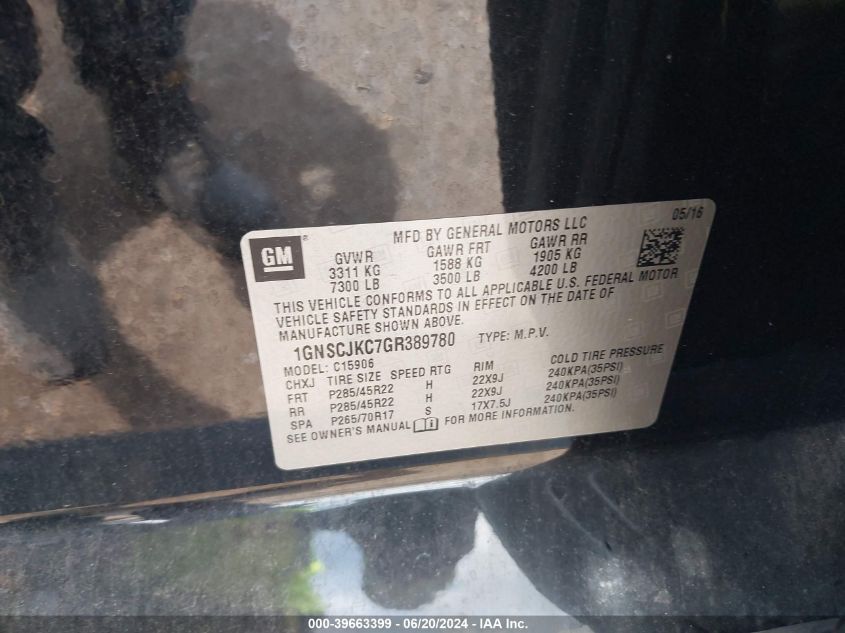 05/16
MFD BY GENERAL MOTORS LLC
GM®
GVWR GAWR FRT GAWR RR
3311 KG 1588 KG 1905 KG
7300 LB 3500 LB 4200 LB
THIS VEHICLE CONFORMS TO ALL APPLICABLE U.S. FEDERAL MOTOR
VEHICLE SAFETY STANDARDS IN EFFECT ON THE DATE OF
MANUFACTURE SHOWN ABOVE.
1GNSCJKC7GR389780 TYPE: M.P.V.
MODEL: C15906
CHXJ TIRE SIZE SPEED RTG RIM COLD TIRE PRESSURE
FRT P285/45R22 H 22X9J 240KPA(35PSI)
RR P285/45R22 H 22X9J 240KPA(35PSI)
SPA P265/70R17 S 17X7.5J 240KPA(35PSI)
SEE OWNER'S MANUAL FOR MORE INFORMATION.
000-39663399 - 06/20/2024 - IAA Inc.